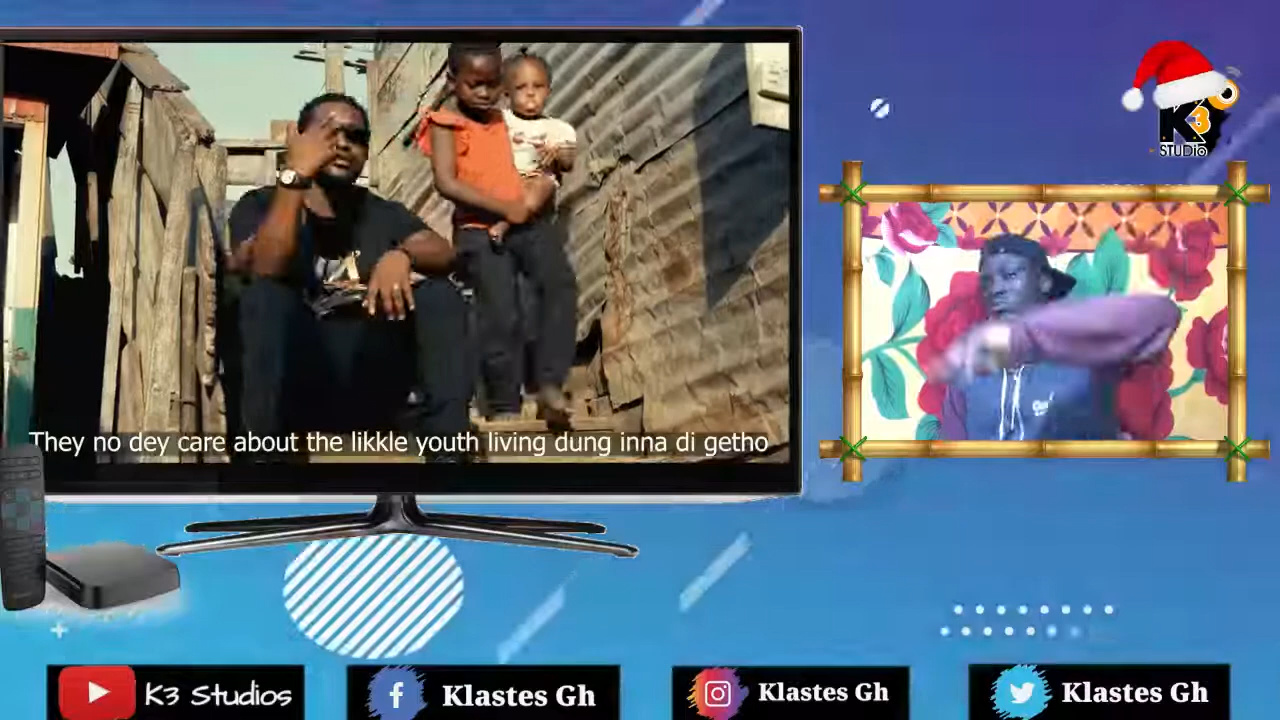 K3
STUDiO
They no dey care about the likkle youth living dung inna di getho
K3 Studios
Klastes Gh
Klastes Gh
Klastes Gh